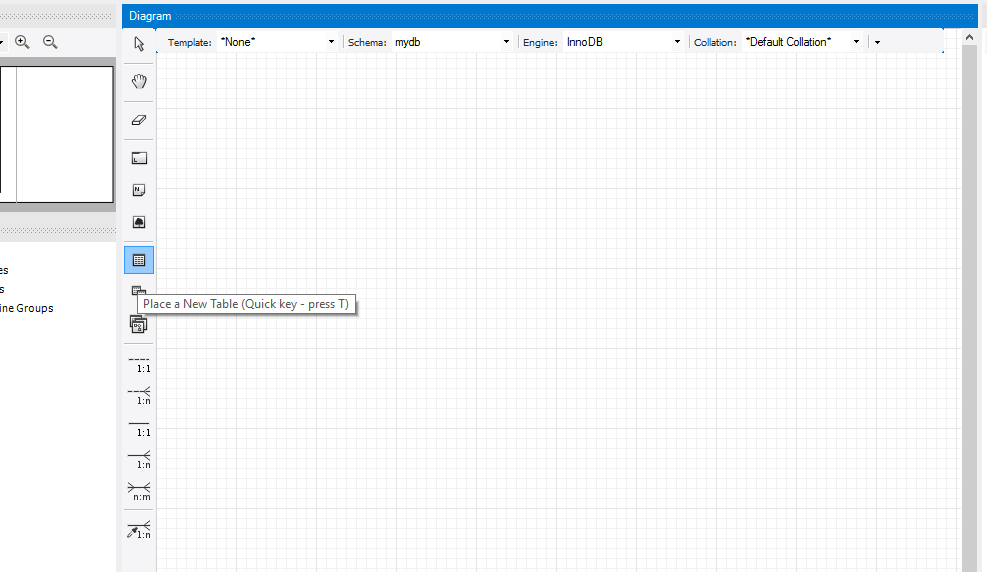 Diagram
Template: *None* Schema: mydb Engine: InnoDB Collation: *Default Collation*
es
s
ine Groups
Place a New Table (Quick key - press T)
1:1
1:n
1:1
1:n
n:m
1:n